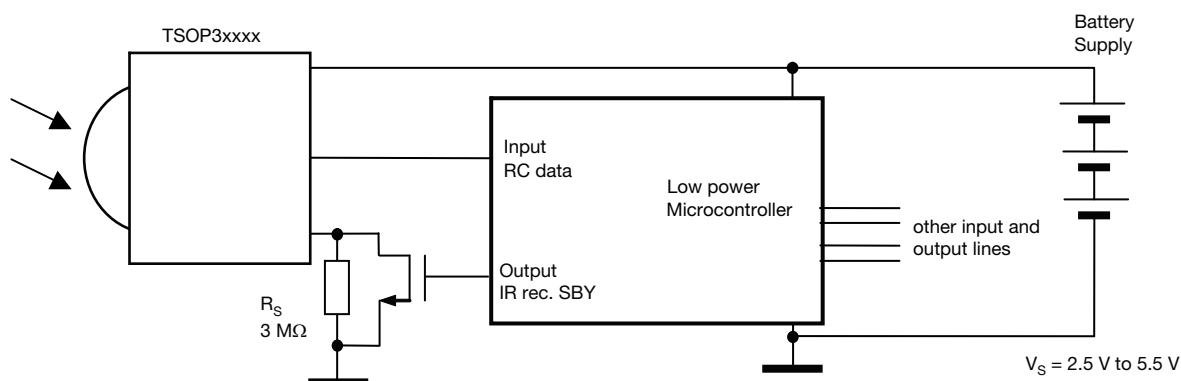 TSOP3xxxx
Battery
Supply
Input
RC data
Low power
Microcontroller
other input and
output lines
Output
IR rec. SBY
R_S
3 MΩ
V_S = 2.5 V to 5.5 V